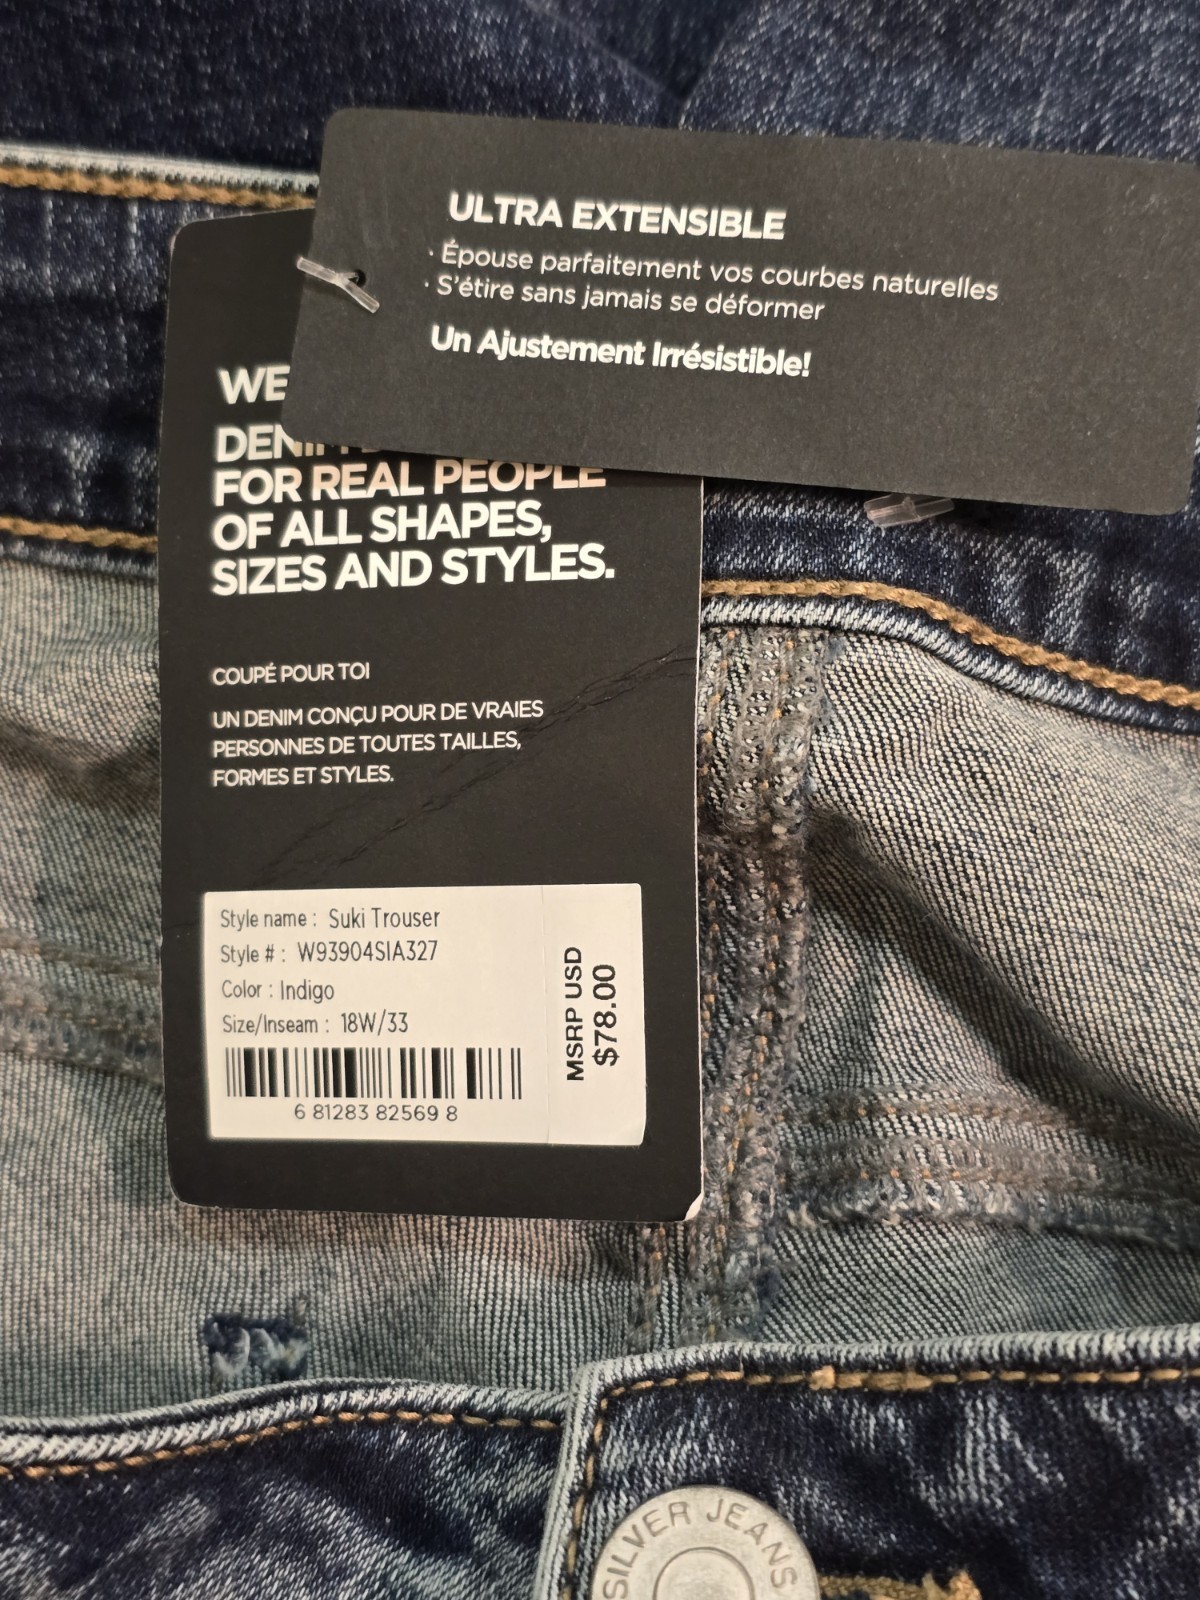 ULTRA EXTENSIBLE
· Épouse parfaitement vos courbes naturelles
· S'étire sans jamais se déformer
Un Ajustement Irrésistible!
WE
DENIM
FOR REAL PEOPLE
OF ALL SHAPES,
SIZES AND STYLES.
COUPÉ POUR TOI
UN DENIM CONÇU POUR DE VRAIES
PERSONNES DE TOUTES TAILLES,
FORMES ET STYLES.
Style name : Suki Trouser
Style # : W93904SIA327
Color : Indigo
Size/Inseam : 18W/33
6 81283 82569 8
MSRP USD
$78.00
SILVER JEANS